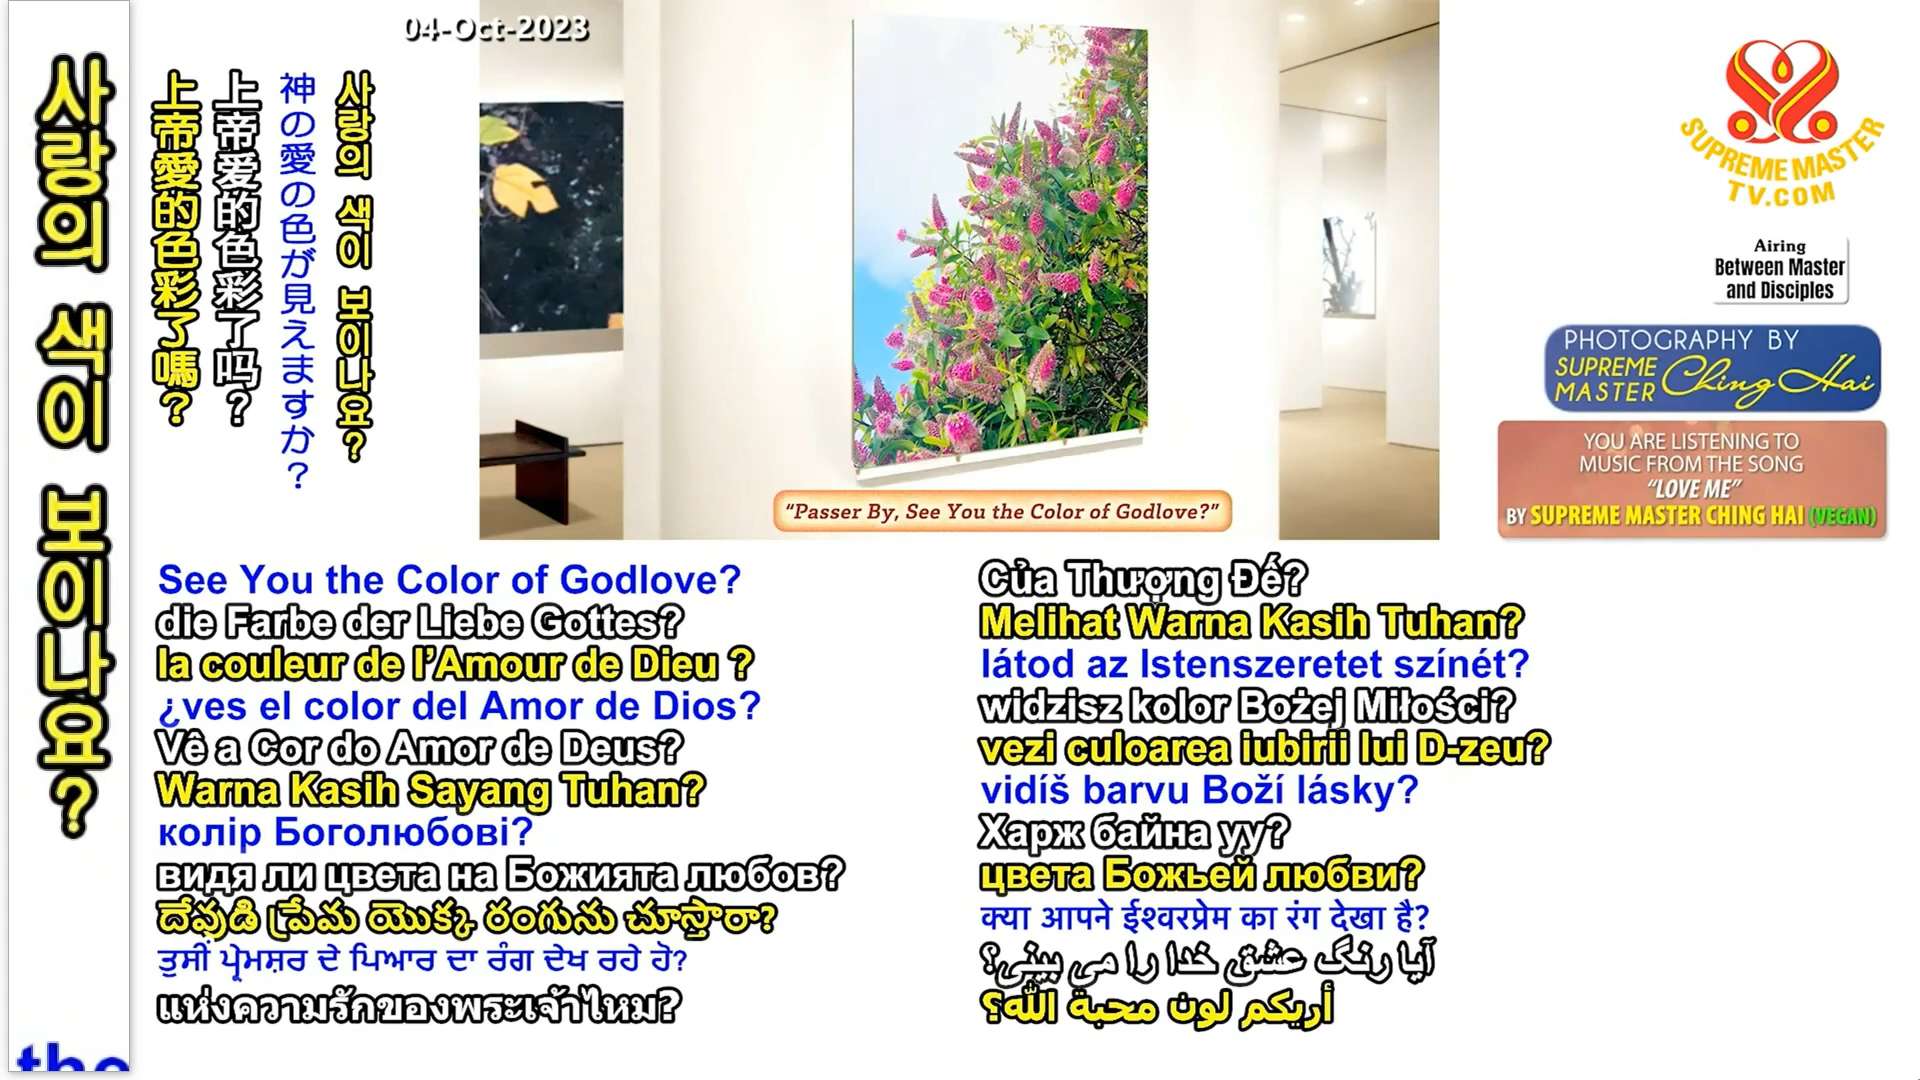 04-Oct-2023
사랑의 색이 보이나요?
上帝愛的色彩了嗎?
上帝爱的色彩了吗?
神の愛の色が見えますか?
사랑의 색이 보이나요?
"Passer By, See You the Color of Godlove?"
SUPREME MASTER
TV.COM
Airing
Between Master
and Disciples
PHOTOGRAPHY BY
SUPREME
MASTER Ching Hai
YOU ARE LISTENING TO
MUSIC FROM THE SONG
"LOVE ME"
BY SUPREME MASTER CHING HAI (VEGAN)
See You the Color of Godlove?
die Farbe der Liebe Gottes?
la couleur de l'Amour de Dieu ?
¿ves el color del Amor de Dios?
Vê a Cor do Amor de Deus?
Warna Kasih Sayang Tuhan?
колір Боголюбові?
видя ли цвета на Божията любов?
దేవుడి ప్రేమ యొక్క రంగును చూస్తారా?
ਤੁਸੀਂ ਪ੍ਰੇਮਸ਼ਰ ਦੇ ਪਿਆਰ ਦਾ ਰੰਗ ਦੇਖ ਰਹੇ ਹੋ?
แห่งความรักของพระเจ้าไหม?
Của Thượng Đế?
Melihat Warna Kasih Tuhan?
látod az Istenszeretet színét?
widzisz kolor Bożej Miłości?
vezi culoarea iubirii lui D-zeu?
vidíš barvu Boží lásky?
Харж байна уу?
цвета Божьей любви?
क्या आपने ईश्वरप्रेम का रंग देखा है?
آیا رنگ عشق خدا را می بینی؟
أريكم لون محبة الله؟
the